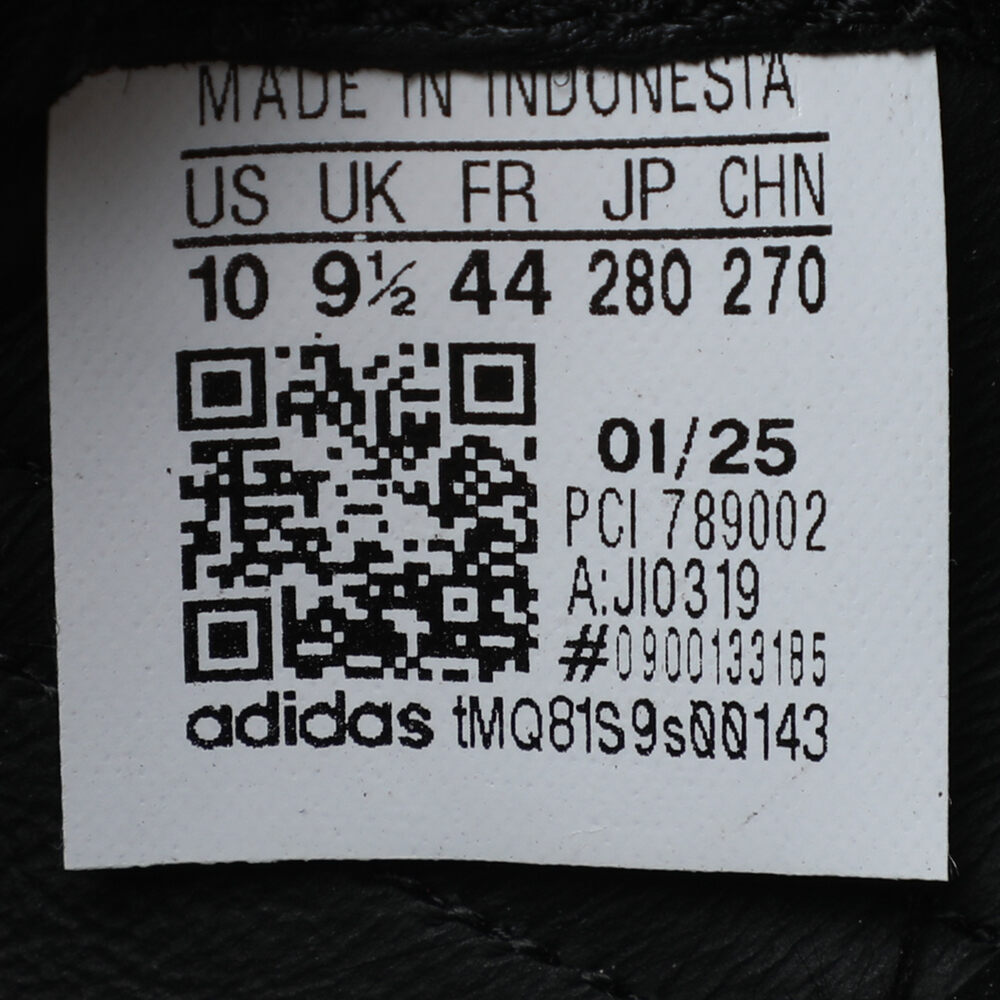 MADE IN INDONESIA
US UK FR JP CHN
10 9½ 44 280 270
01/25
PCI 789002
A:JI0319
#0900133185
adidas tMQ81S9s00143